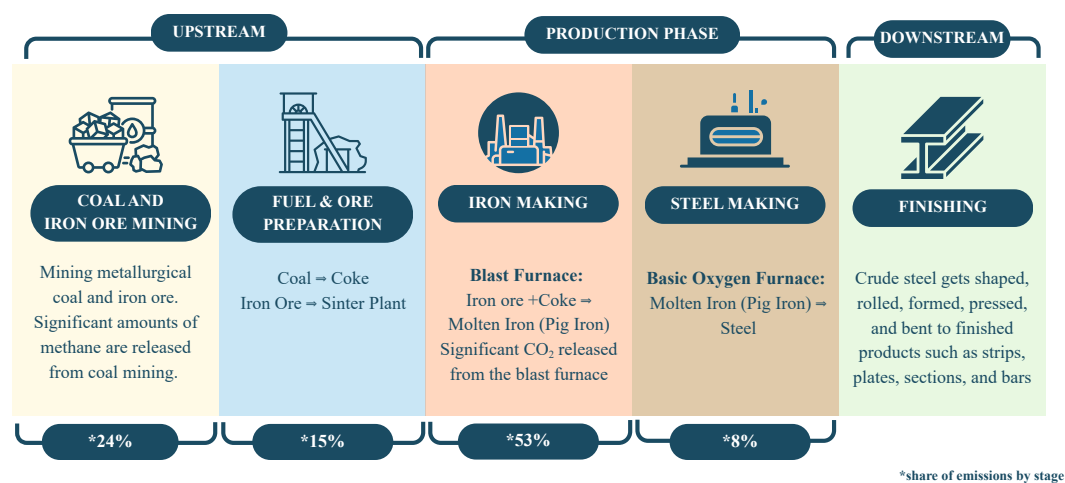 UPSTREAM
PRODUCTION PHASE
DOWNSTREAM
COAL AND
IRON ORE MINING
Mining metallurgical
coal and iron ore.
Significant amounts of
methane are released
from coal mining.
*24%
FUEL & ORE
PREPARATION
Coal ⇒ Coke
Iron Ore ⇒ Sinter Plant
*15%
IRON MAKING
Blast Furnace:
Iron ore +Coke ⇒
Molten Iron (Pig Iron)
Significant CO₂ released
from the blast furnace
*53%
STEEL MAKING
Basic Oxygen Furnace:
Molten Iron (Pig Iron) ⇒
Steel
*8%
FINISHING
Crude steel gets shaped,
rolled, formed, pressed,
and bent to finished
products such as strips,
plates, sections, and bars
*share of emissions by stage